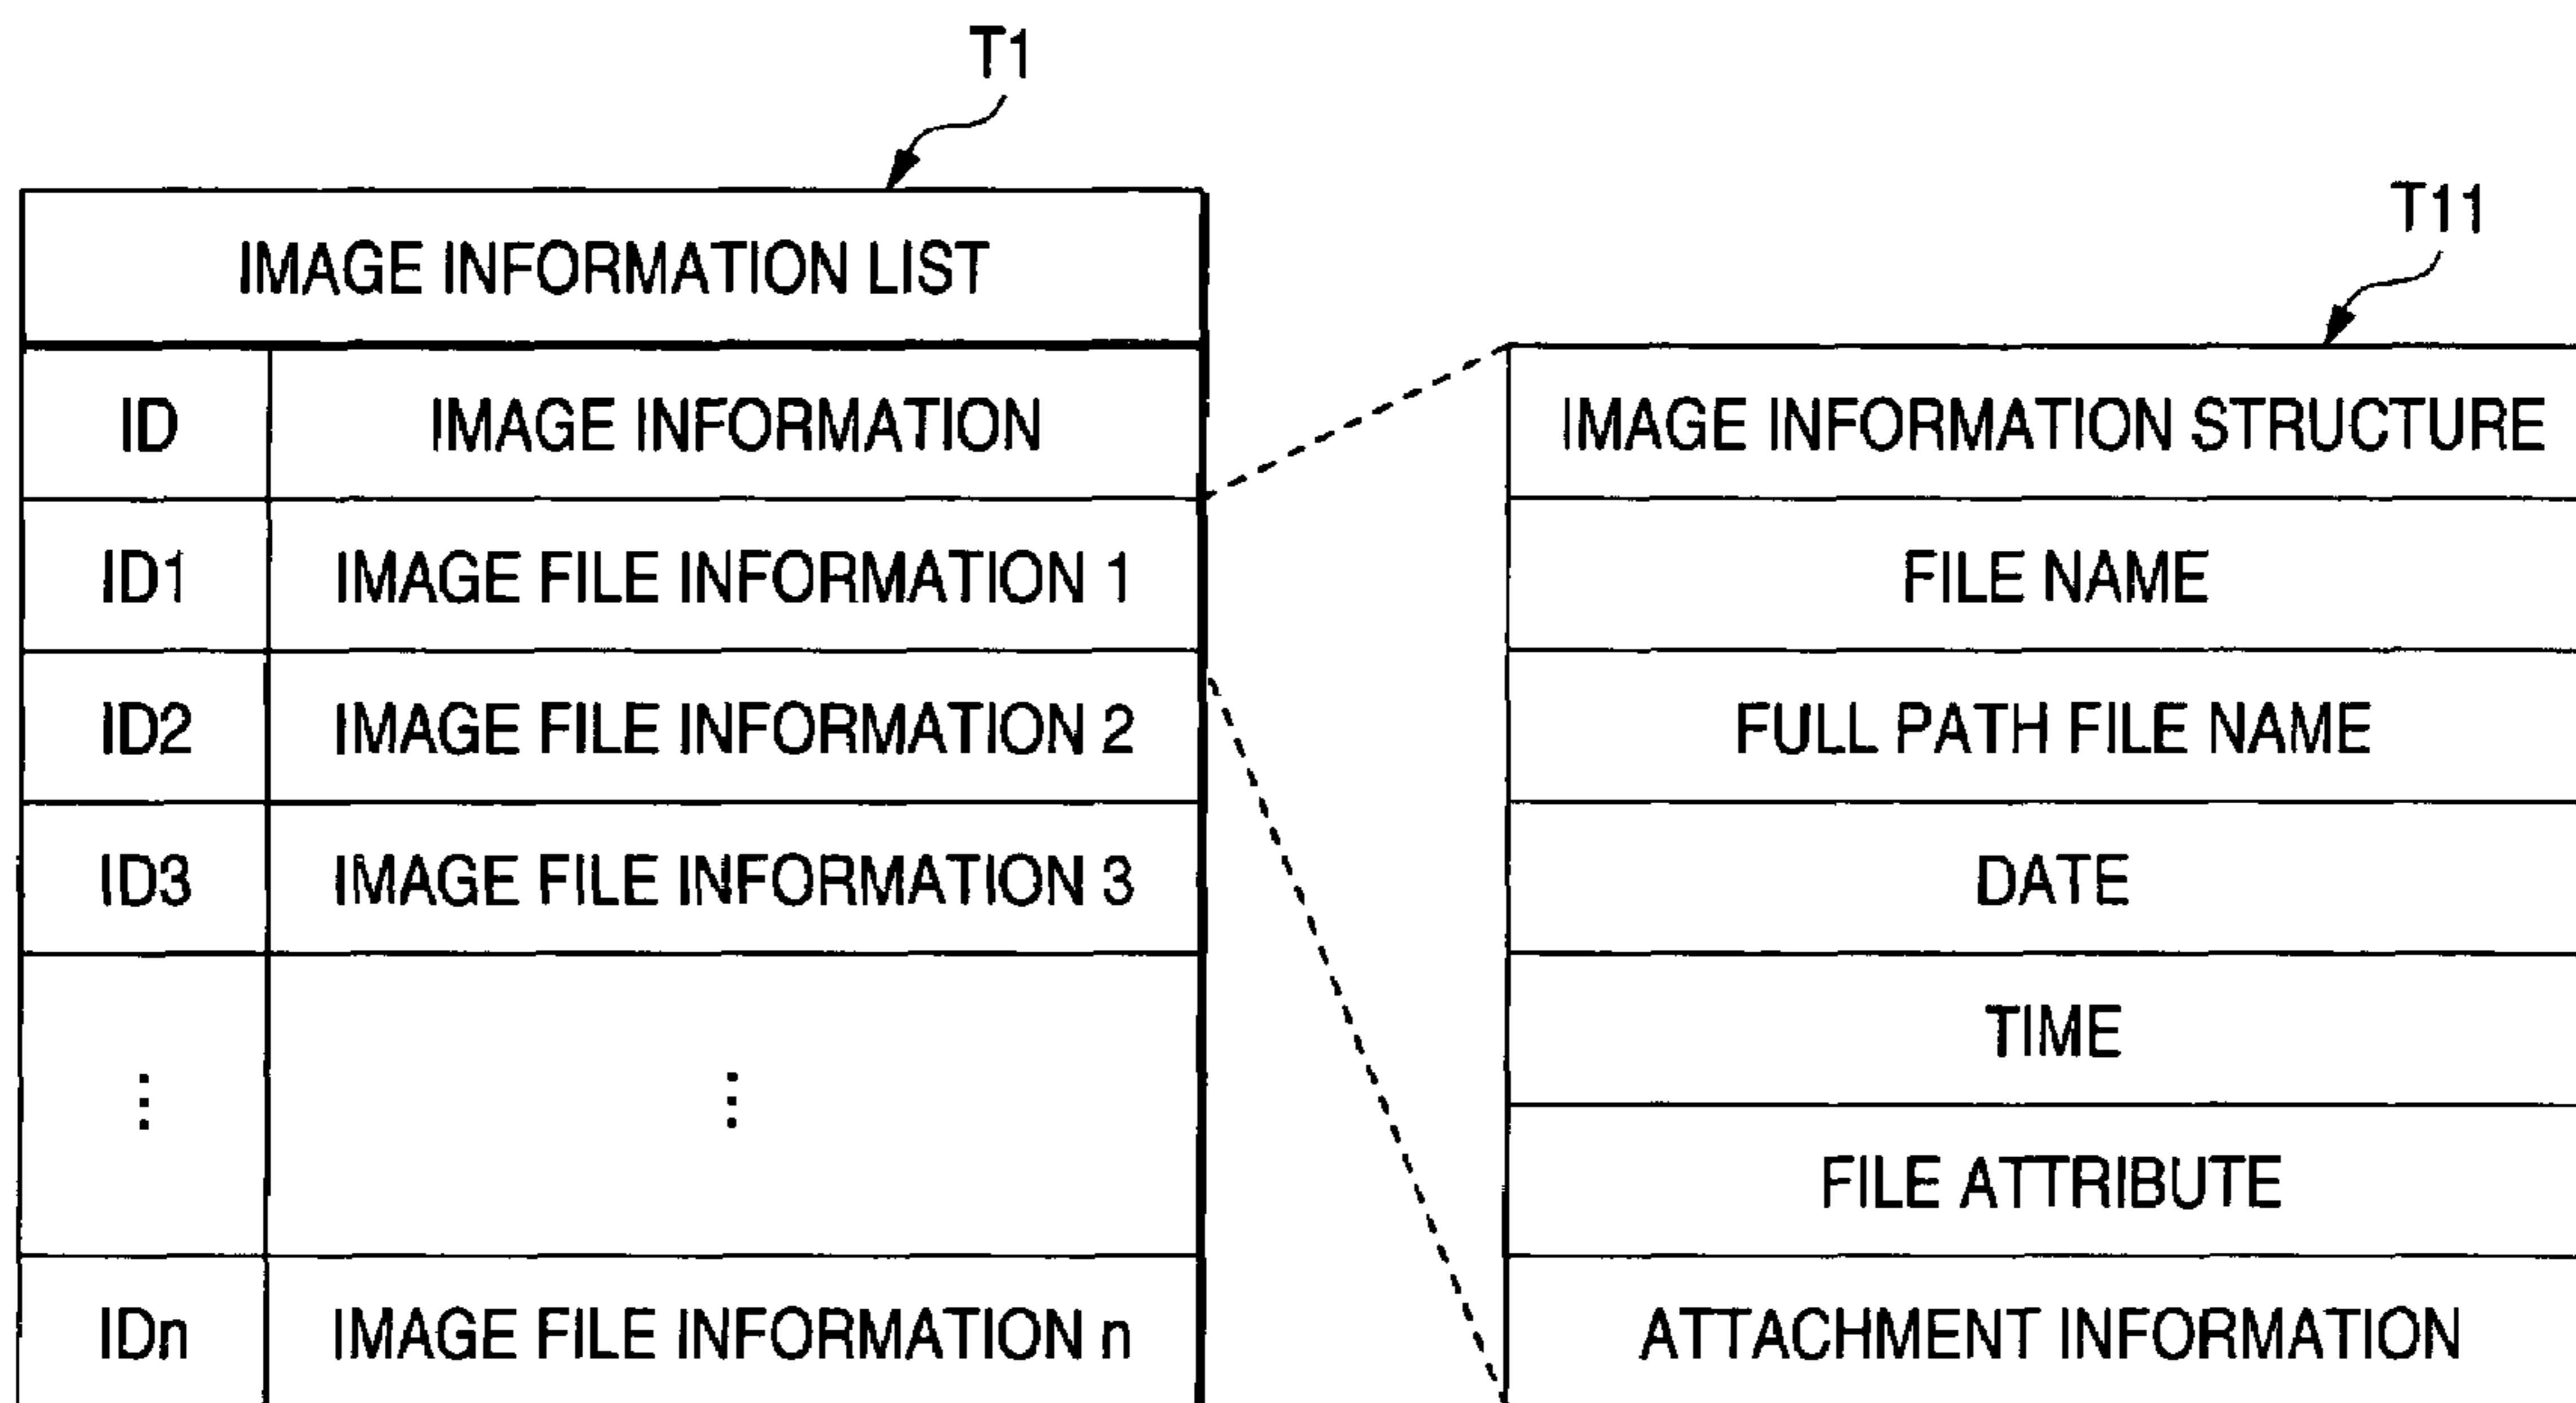 T1
IMAGE INFORMATION LIST
ID IMAGE INFORMATION
ID1 IMAGE FILE INFORMATION 1
ID2 IMAGE FILE INFORMATION 2
ID3 IMAGE FILE INFORMATION 3
⋮ ⋮
IDn IMAGE FILE INFORMATION n
T11
IMAGE INFORMATION STRUCTURE
FILE NAME
FULL PATH FILE NAME
DATE
TIME
FILE ATTRIBUTE
ATTACHMENT INFORMATION